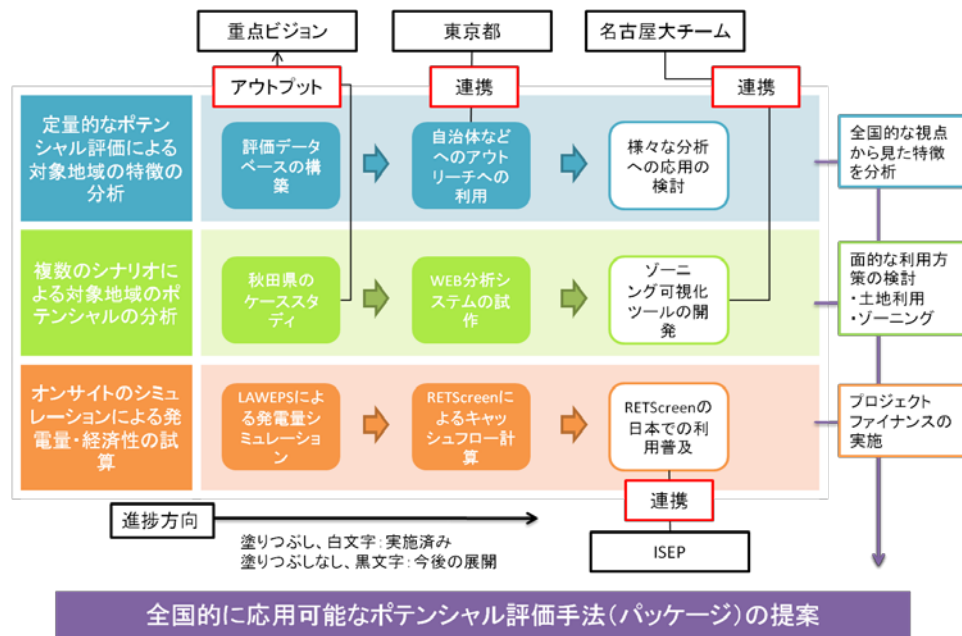 重点ビジョン
東京都
名古屋大チーム
アウトプット
連携
連携
定量的なポテン
シャル評価による
対象地域の特徴の
分析
評価データ
ベースの構
築
自治体など
へのアウト
リーチへの
利用
様々な分析
への応用の
検討
全国的な視点
から見た特徴
を分析
複数のシナリオに
よる対象地域のポ
テンシャルの分析
秋田県の
ケーススタ
ディ
WEB分析シ
ステムの試
作
ゾーニ
ング可視化
ツールの開
発
面的な利用方
策の検討
・土地利用
・ゾーニング
オンサイトのシミュ
レーションによる発
電量・経済性の試
算
LAWEPSによ
る発電量シ
ミュレーショ
ン
RETScreenに
よるキャッ
シュフロー計
算
RETScreenの
日本での利
用普及
プロジェクト
ファイナンスの
実施
連携
進捗方向
塗りつぶし、白文字：実施済み
塗りつぶしなし、黒文字：今後の展開
ISEP
全国的に応用可能なポテンシャル評価手法（パッケージ）の提案